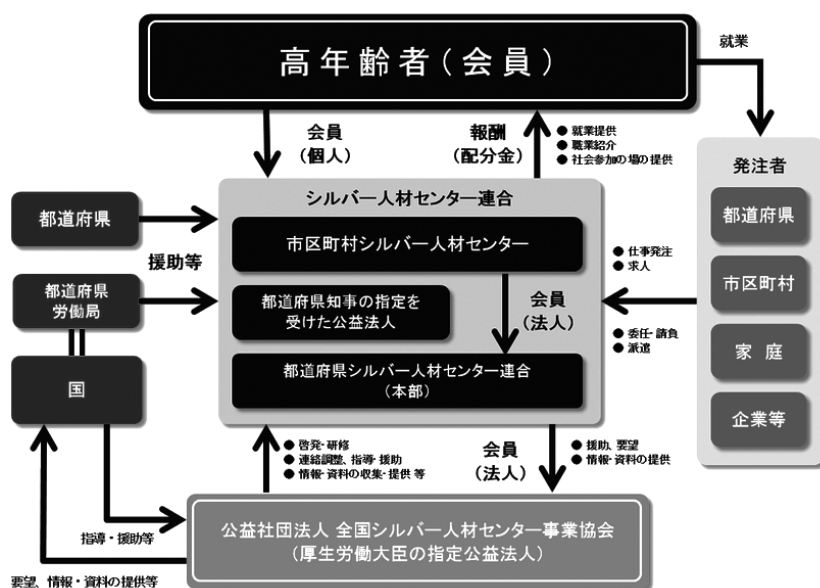 高年齢者（会員）
就業
会員
（個人）
報酬
（配分金）
● 就業提供
● 職業紹介
● 社会参加の場の提供
発注者
都道府県
市区町村
家 庭
企業等
シルバー人材センター連合
市区町村シルバー人材センター
都道府県知事の指定を
受けた公益法人
会員
（法人）
都道府県シルバー人材センター連合
（本部）
都道府県
援助等
都道府県
労働局
国
● 仕事発注
● 求人
● 委任・請負
● 派遣
● 啓発・研修
● 連絡調整、指導・援助
● 情報・資料の収集・提供 等
会員
（法人）
● 援助、要望
● 情報・資料の提供
公益社団法人 全国シルバー人材センター事業協会
（厚生労働大臣の指定公益法人）
指導・援助等
要望、情報・資料の提供等